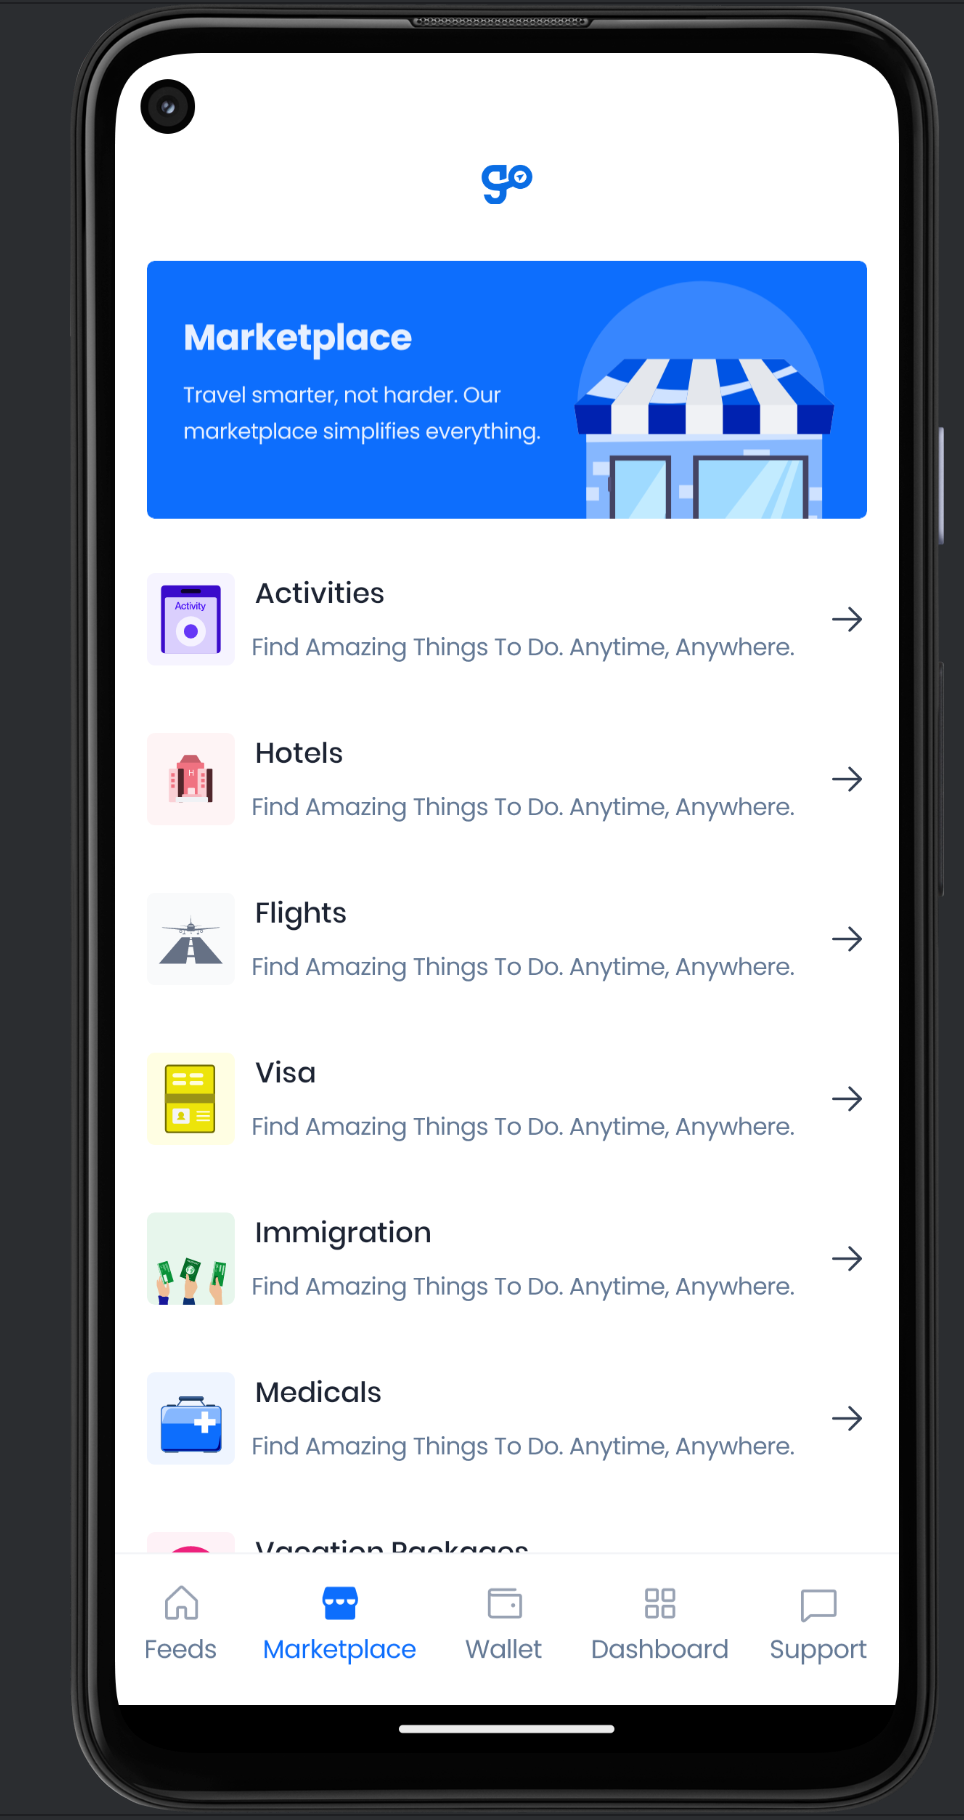 go
Marketplace
Travel smarter, not harder. Our
marketplace simplifies everything.
Activity
Activities
Find Amazing Things To Do. Anytime, Anywhere.
H
Hotels
Find Amazing Things To Do. Anytime, Anywhere.
Flights
Find Amazing Things To Do. Anytime, Anywhere.
Visa
Find Amazing Things To Do. Anytime, Anywhere.
Immigration
Find Amazing Things To Do. Anytime, Anywhere.
Medicals
Find Amazing Things To Do. Anytime, Anywhere.
Vacation Packages
Feeds
Marketplace
Wallet
Dashboard
Support